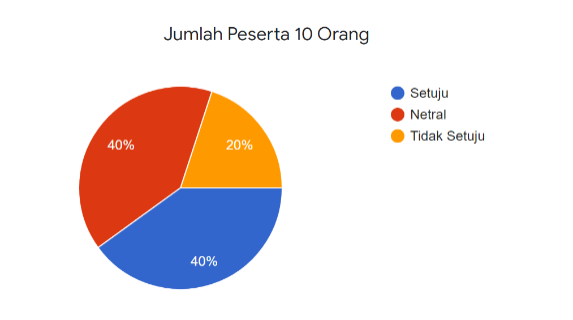 Jumlah Peserta 10 Orang
Setuju
Netral
Tidak Setuju
40%
20%
40%